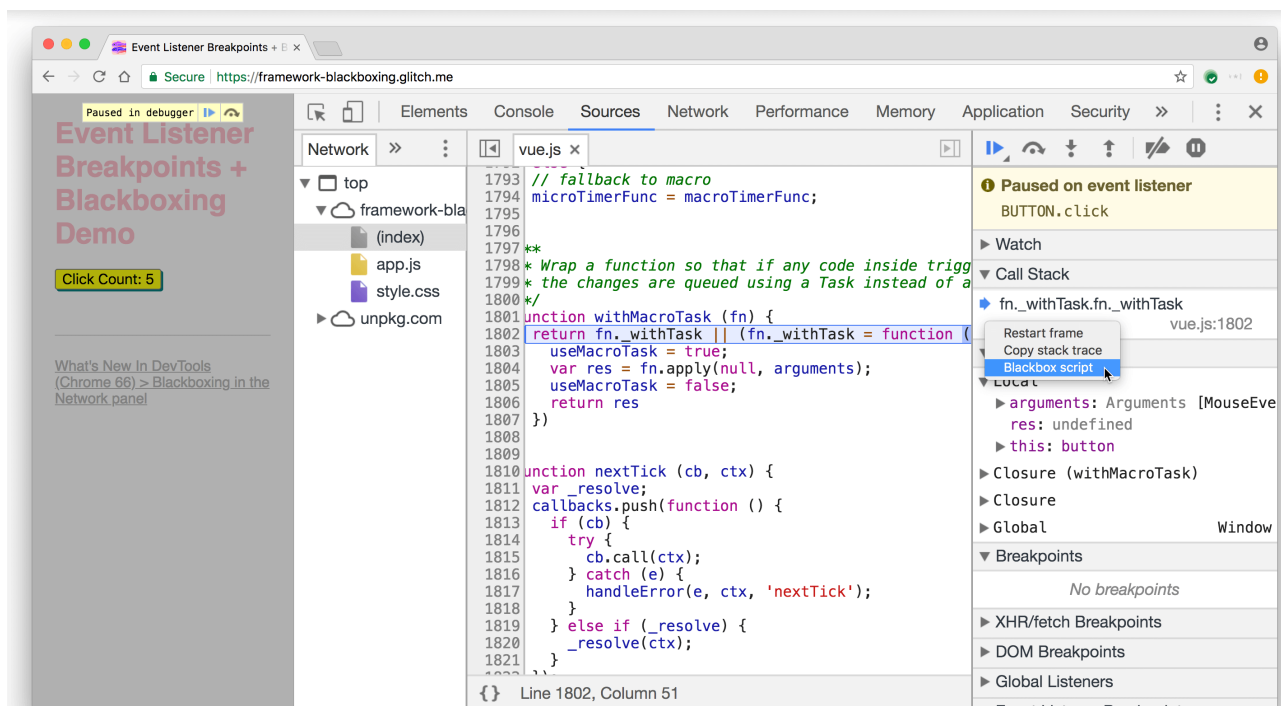 Event Listener Breakpoints + B
Secure https://framework-blackboxing.glitch.me
Paused in debugger
Event Listener
Breakpoints +
Blackboxing
Demo
Click Count: 5
What's New In DevTools
(Chrome 66) > Blackboxing in the
Network panel
Elements Console Sources Network Performance Memory Application Security »
Network »
top
framework-bla
(index)
app.js
style.css
unpkg.com
vue.js ×
1793 // fallback to macro
1794 microTimerFunc = macroTimerFunc;
1795
1796
1797 **
1798 * Wrap a function so that if any code inside trigg
1799 * the changes are queued using a Task instead of a
1800 */
1801 unction withMacroTask (fn) {
1802 return fn._withTask || (fn._withTask = function (
1803 useMacroTask = true;
1804 var res = fn.apply(null, arguments);
1805 useMacroTask = false;
1806 return res
1807 })
1808
1809
1810 unction nextTick (cb, ctx) {
1811 var _resolve;
1812 callbacks.push(function () {
1813 if (cb) {
1814 try {
1815 cb.call(ctx);
1816 } catch (e) {
1817 handleError(e, ctx, 'nextTick');
1818 }
1819 } else if (_resolve) {
1820 _resolve(ctx);
1821 }
{} Line 1802, Column 51
Paused on event listener
BUTTON.click
Watch
Call Stack
fn._withTask.fn._withTask
vue.js:1802
Restart frame
Copy stack trace
Blackbox script
Local
arguments: Arguments [MouseEve
res: undefined
this: button
Closure (withMacroTask)
Closure
Global Window
Breakpoints
No breakpoints
XHR/fetch Breakpoints
DOM Breakpoints
Global Listeners